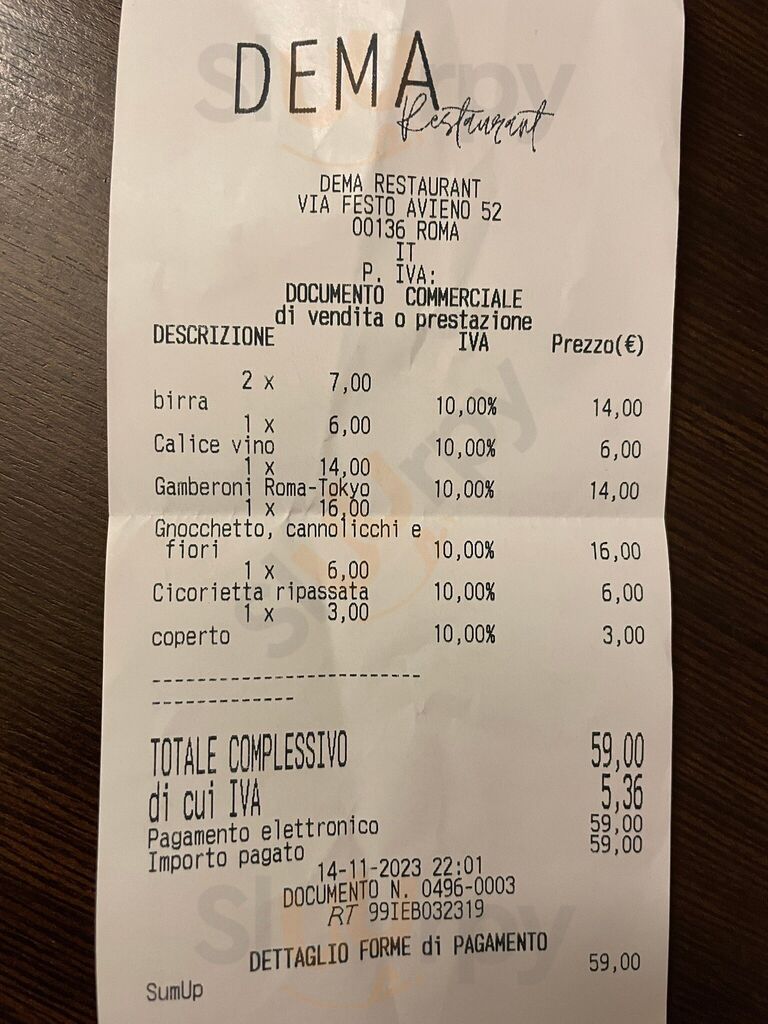 DEMA
Restaurant
DEMA RESTAURANT
VIA FESTO AVIENO 52
00136 ROMA
IT
P. IVA:
DOCUMENTO COMMERCIALE
di vendita o prestazione
DESCRIZIONE IVA Prezzo(€)
2 x 7,00
birra 10,00% 14,00
1 x 6,00
Calice vino 10,00% 6,00
1 x 14,00
Gamberoni Roma-Tokyo 10,00% 14,00
1 x 16,00
Gnocchetto, cannolicchi e
fiori 10,00% 16,00
1 x 6,00
Cicorietta ripassata 10,00% 6,00
1 x 3,00
coperto 10,00% 3,00
------------------------
-------------
TOTALE COMPLESSIVO 59,00
di cui IVA 5,36
Pagamento elettronico 59,00
Importo pagato 59,00
14-11-2023 22:01
DOCUMENTO N. 0496-0003
RT 99IEB032319
DETTAGLIO FORME di PAGAMENTO
SumUp 59,00
Slurpy
Slurpy
Slurpy